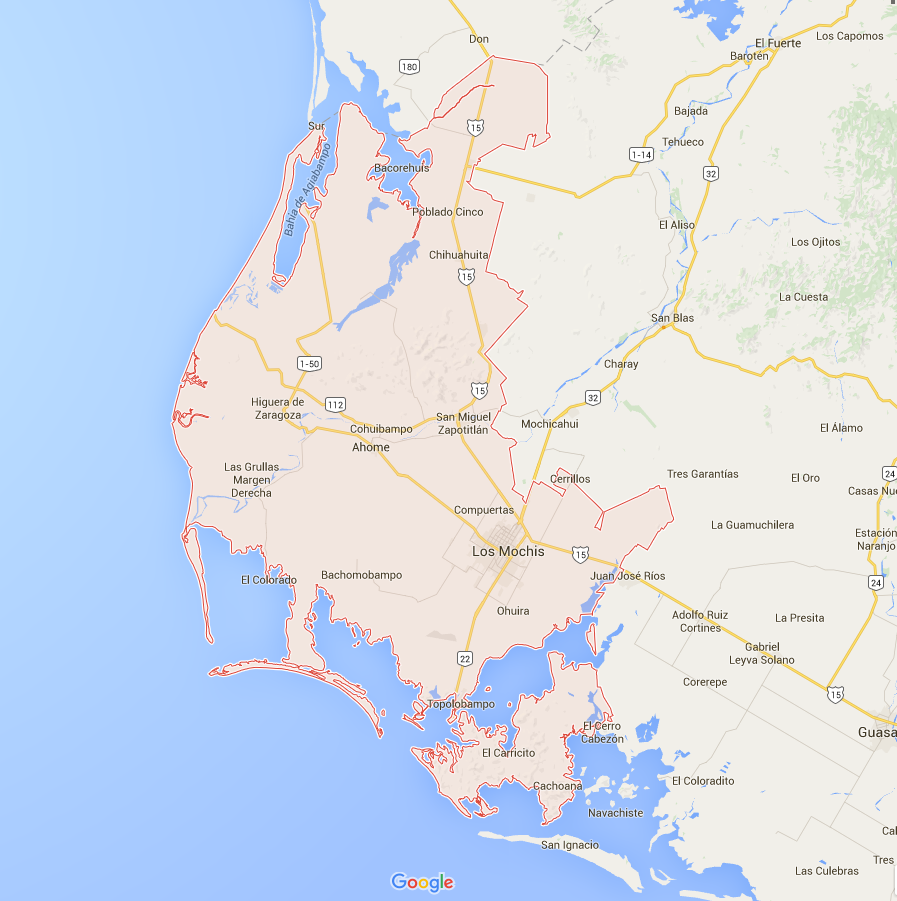 Los Capomos
Don
El Fuerte
Barotén
180
Bajada
Sur
15
Tehueco
1-14
Bacorehuis
32
Bahía de Agiabampo
Poblado Cinco
El Aliso
Los Ojitos
Chihuahuita
15
La Cuesta
San Blas
1-50
Charay
15
32
Higuera de
Zaragoza
112
San Miguel
Zapotitlán
Mochicahui
Cohuibampo
El Álamo
Ahome
Las Grullas
Margen
Derecha
Cerrillos
Tres Garantías
El Oro
24
Casas Nue
Compuertas
La Guamuchilera
Estación
Naranjo
Los Mochis
15
El Colorado
Bachomobampo
Juan José Ríos
24
Ohuira
Adolfo Ruiz
Cortines
La Presita
Gabriel
Leyva Solano
22
Corerepe
15
Topolobampo
El Cerro
Cabezón
Guasa
El Carricito
Cachoana
El Coloradito
Navachiste
Cal
San Ignacio
Tres
Las Culebras
Google